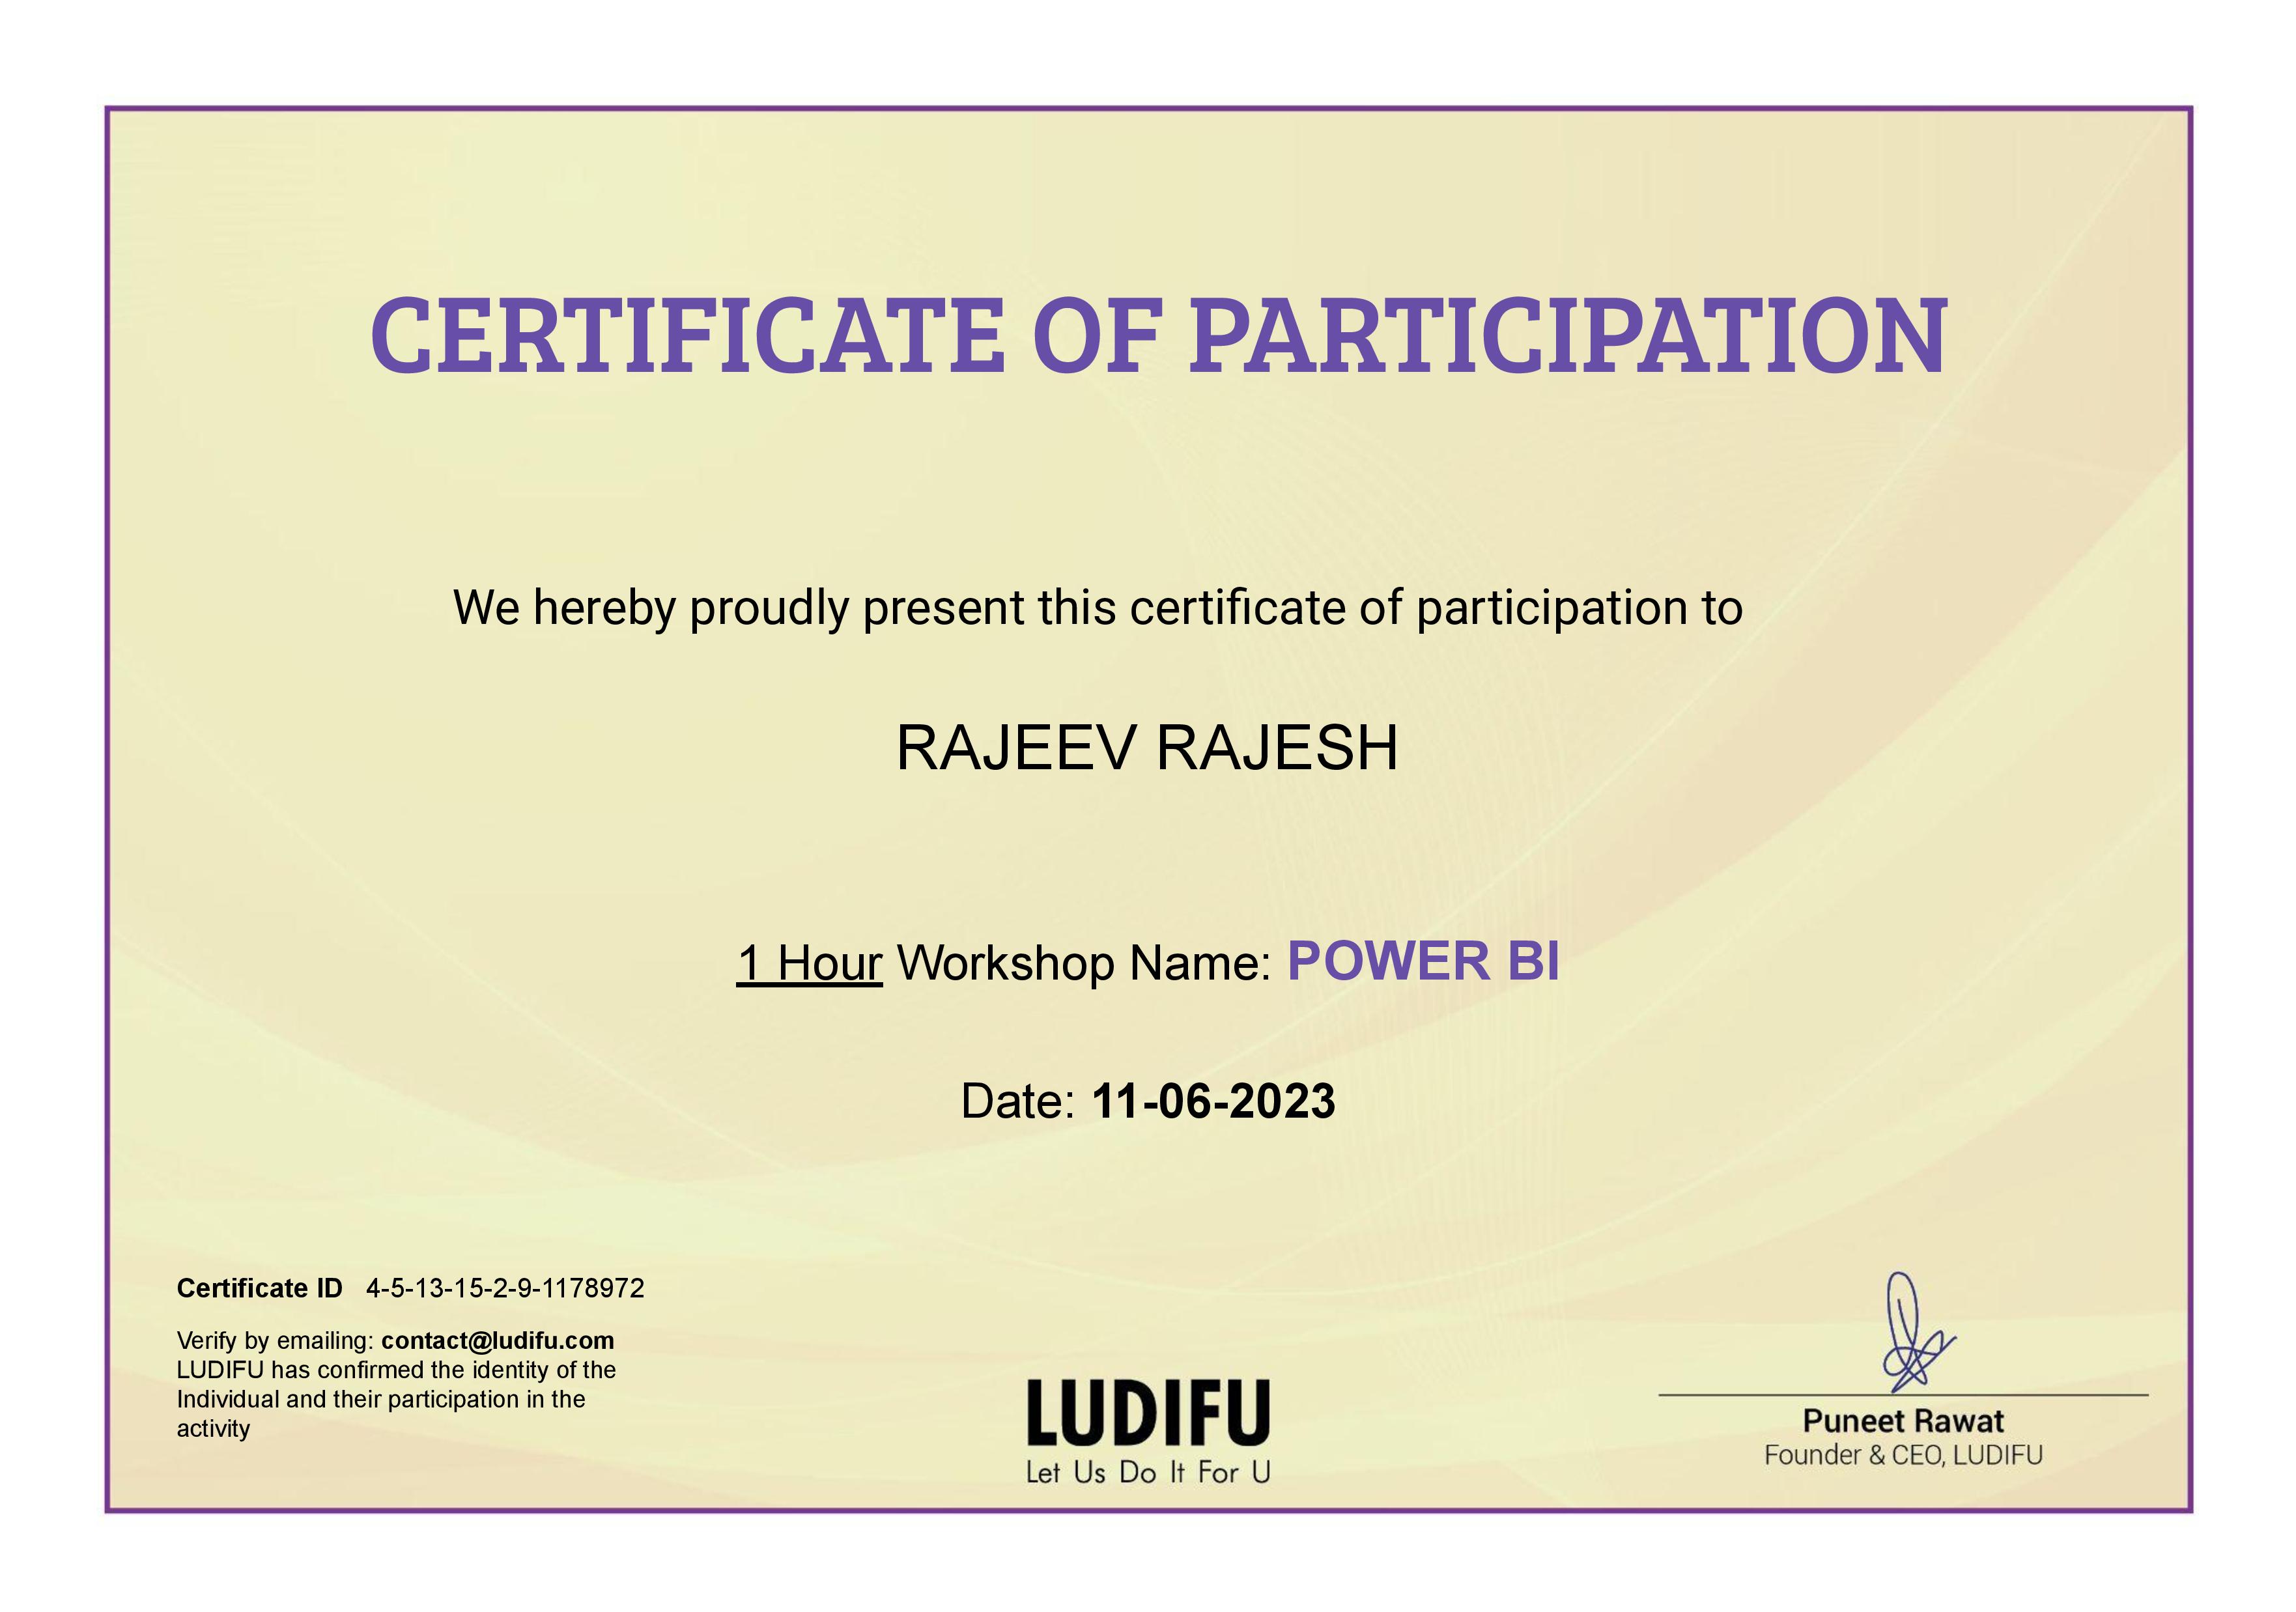 CERTIFICATE OF PARTICIPATION
We hereby proudly present this certificate of participation to
RAJEEV RAJESH
1 Hour Workshop Name: POWER BI
Date: 11-06-2023
Certificate ID 4-5-13-15-2-9-1178972
Verify by emailing: contact@ludifu.com
LUDIFU has confirmed the identity of the
Individual and their participation in the
activity
LUDIFU
Let Us Do It For U
Puneet Rawat
Founder & CEO, LUDIFU